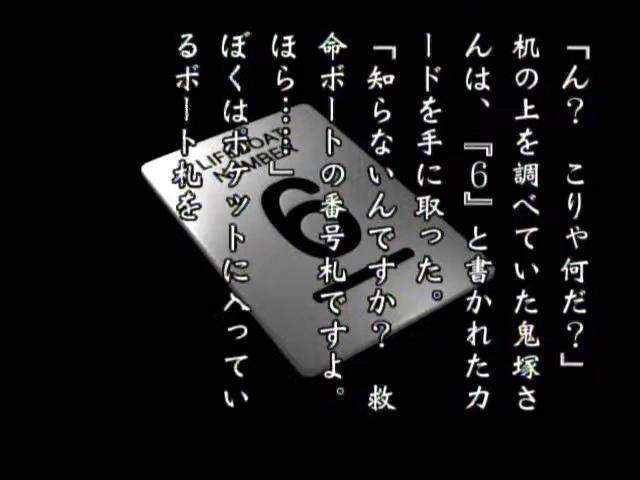 「ん？　こりゃ何だ？」
机の上を調べていた鬼塚さ
んは、『６』と書かれたカ
ードを手に取った。
「知らないんですか？　救
命ボートの番号札ですよ。
ほら……」
ぼくはポケットに入ってい
るボート札を
LIFEBOAT
NUMBER
6